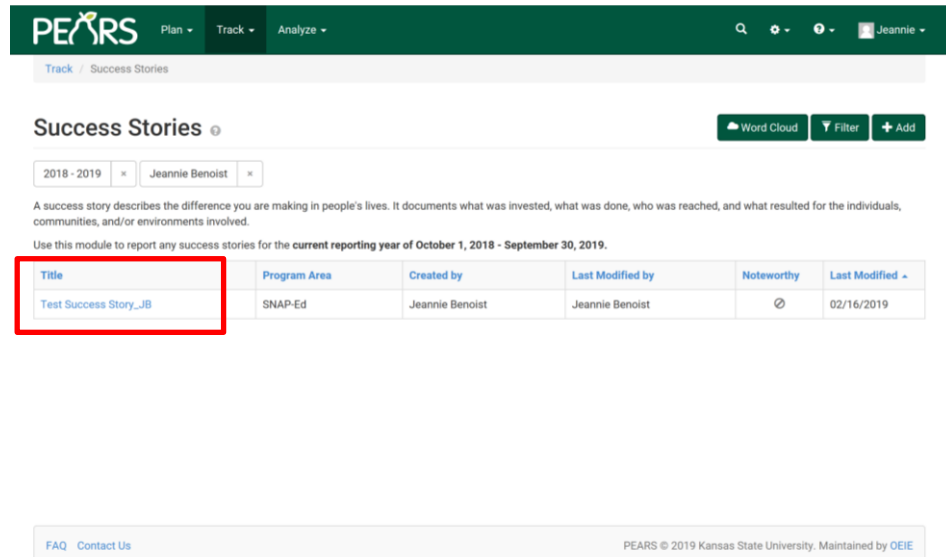 PEARS Plan Track Analyze Jeannie
Track / Success Stories
Success Stories
Word Cloud Filter + Add
2018 - 2019 × Jeannie Benoist ×
A success story describes the difference you are making in people's lives. It documents what was invested, what was done, who was reached, and what resulted for the individuals,
communities, and/or environments involved.
Use this module to report any success stories for the current reporting year of October 1, 2018 - September 30, 2019.
Title Program Area Created by Last Modified by Noteworthy Last Modified
Test Success Story_JB SNAP-Ed Jeannie Benoist Jeannie Benoist 02/16/2019
FAQ Contact Us PEARS © 2019 Kansas State University. Maintained by OEIE